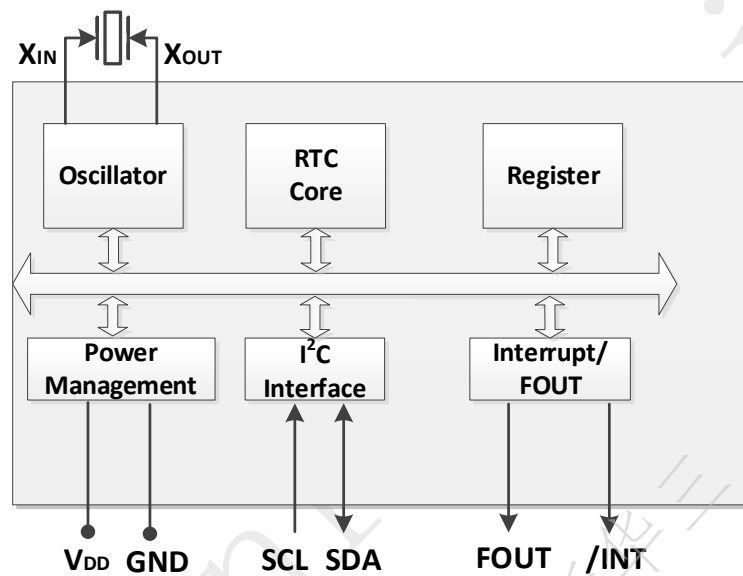 XIN XOUT
Oscillator
RTC
Core
Register
Power
Management
I²C
Interface
Interrupt/
FOUT
VDD GND SCL SDA FOUT /INT